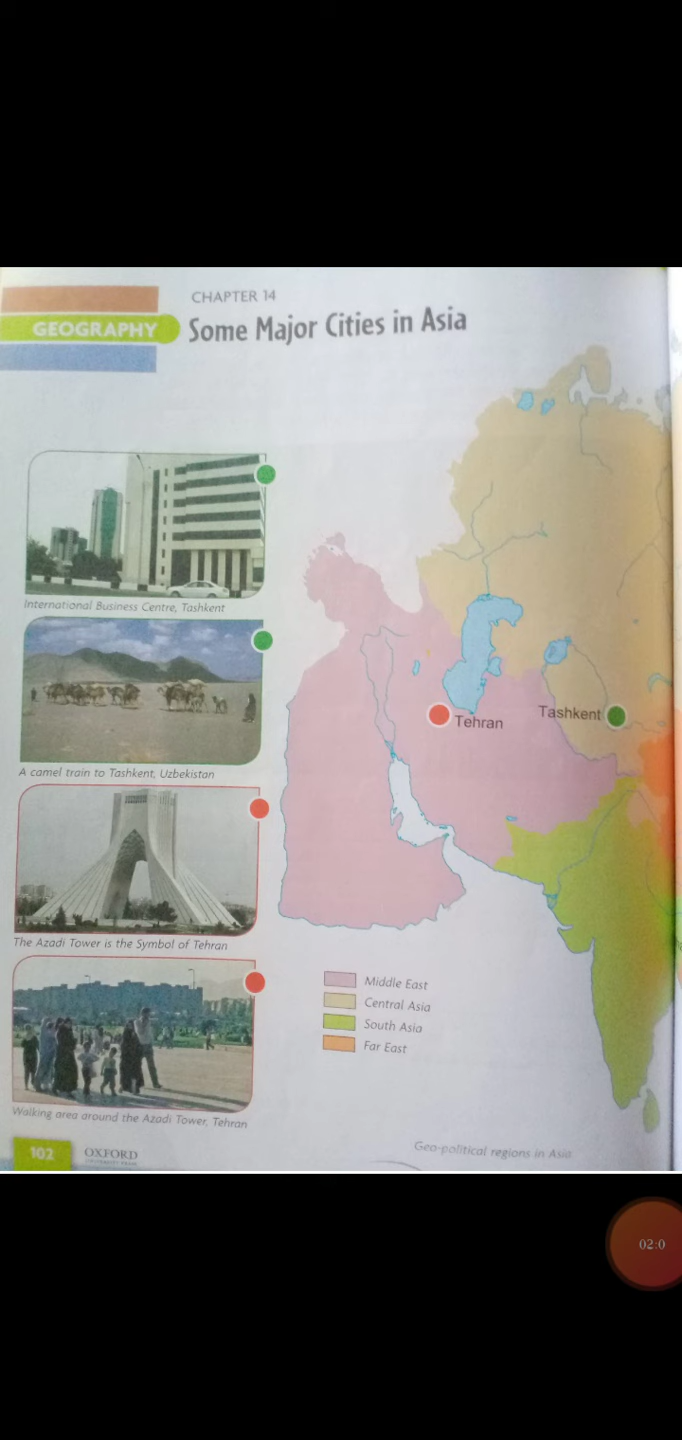 CHAPTER 14
GEOGRAPHY
Some Major Cities in Asia
International Business Centre, Tashkent
A camel train to Tashkent, Uzbekistan
The Azadi Tower is the Symbol of Tehran
Walking area around the Azadi Tower, Tehran
Tehran
Tashkent
Middle East
Central Asia
South Asia
Far East
Geo-political regions in Asia
102
OXFORD
UNIVERSITY PRESS
02:0